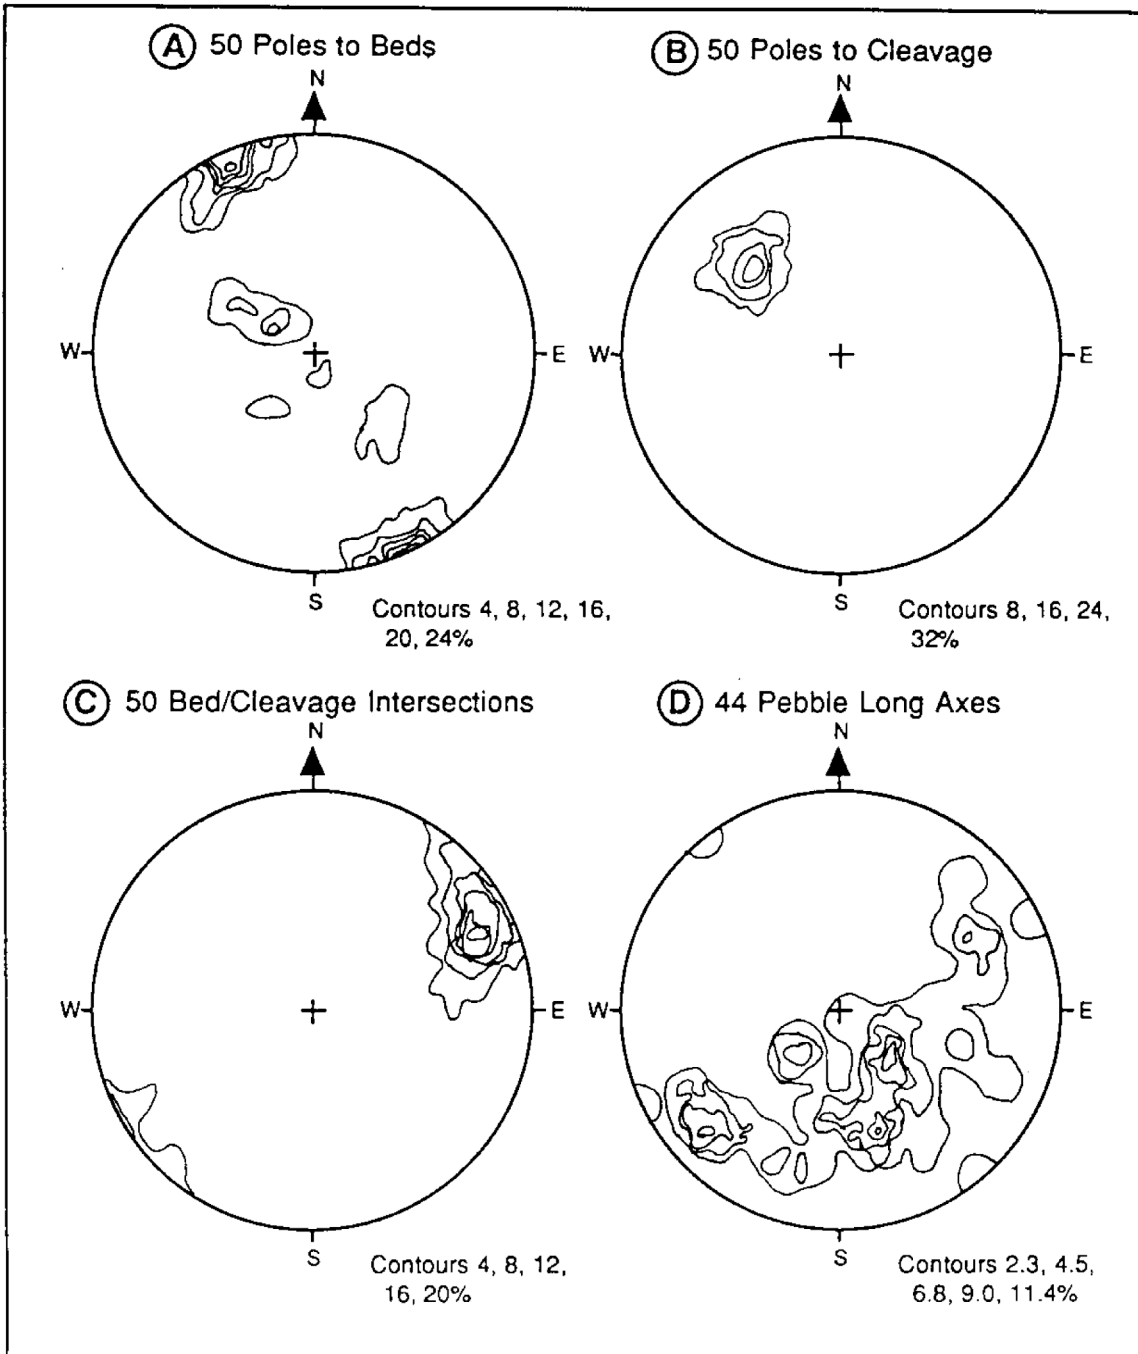 A 50 Poles to Beds
N
W
E
S
Contours 4, 8, 12, 16,
20, 24%
B 50 Poles to Cleavage
N
W
E
S
Contours 8, 16, 24,
32%
C 50 Bed/Cleavage Intersections
N
W
E
S
Contours 4, 8, 12,
16, 20%
D 44 Pebble Long Axes
N
W
E
S
Contours 2.3, 4.5,
6.8, 9.0, 11.4%